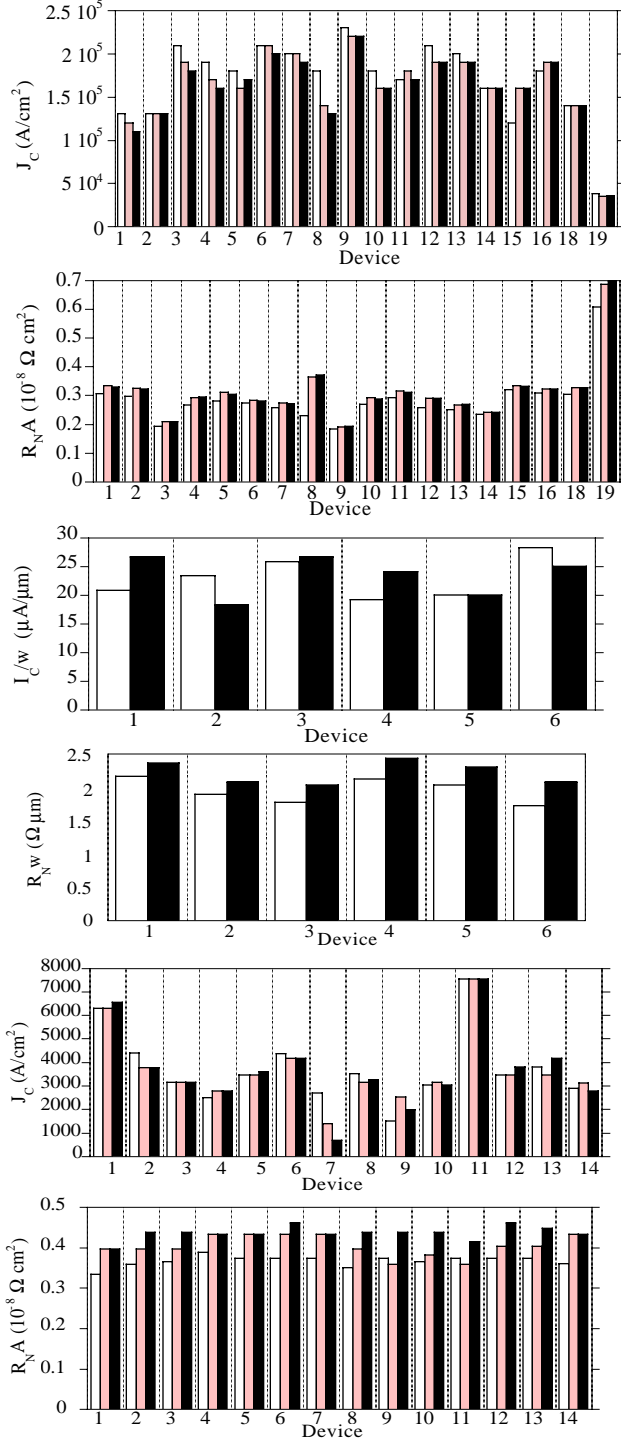 2.5 10⁵
2 10⁵
1.5 10⁵
1 10⁵
5 10⁴
0
J_C (A/cm²)
1 2 3 4 5 6 7 8 9 10 11 12 13 14 15 16 18 19
Device
0.7
0.6
0.5
0.4
0.3
0.2
0.1
0
R_N A (10⁻⁸ Ω cm²)
1 2 3 4 5 6 7 8 9 10 11 12 13 14 15 16 18 19
Device
30
25
20
15
10
5
0
I_C/w (μA/μm)
1 2 3 4 5 6
Device
2.5
2
1.5
1
0.5
0
R_N w (Ω μm)
1 2 3 4 5 6
Device
8000
7000
6000
5000
4000
3000
2000
1000
0
J_C (A/cm²)
1 2 3 4 5 6 7 8 9 10 11 12 13 14
Device
0.5
0.4
0.3
0.2
0.1
0
R_N A (10⁻⁸ Ω cm²)
1 2 3 4 5 6 7 8 9 10 11 12 13 14
Device